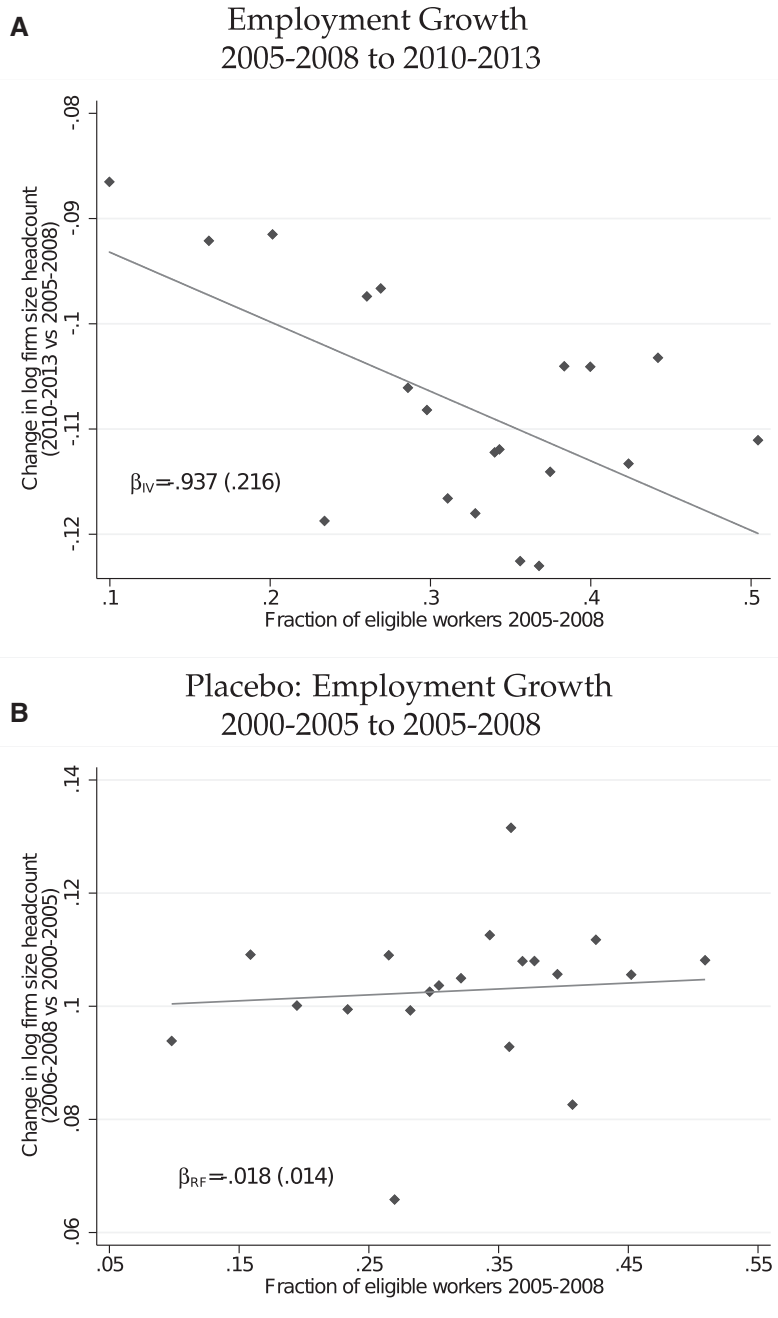 A
Employment Growth
2005-2008 to 2010-2013
-.08
-.09
-.1
-.11
-.12
Change in log firm size headcount
(2010-2013 vs 2005-2008)
βIV=-.937 (.216)
.1 .2 .3 .4 .5
Fraction of eligible workers 2005-2008
B
Placebo: Employment Growth
2000-2005 to 2005-2008
.14
.12
.1
.08
.06
Change in log firm size headcount
(2006-2008 vs 2000-2005)
βRF=-.018 (.014)
.05 .15 .25 .35 .45 .55
Fraction of eligible workers 2005-2008